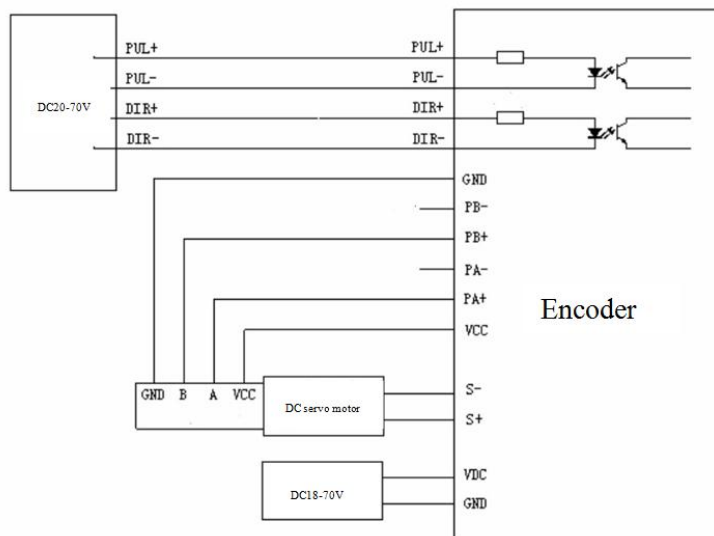 PUL+ PUL+
PUL- PUL-
DC20-70V
DIR+ DIR+
DIR- DIR-
GND
PB-
PB+
PA-
PA+
Encoder
VCC
GND B A VCC
DC servo motor
S-
S+
DC18-70V
VDC
GND